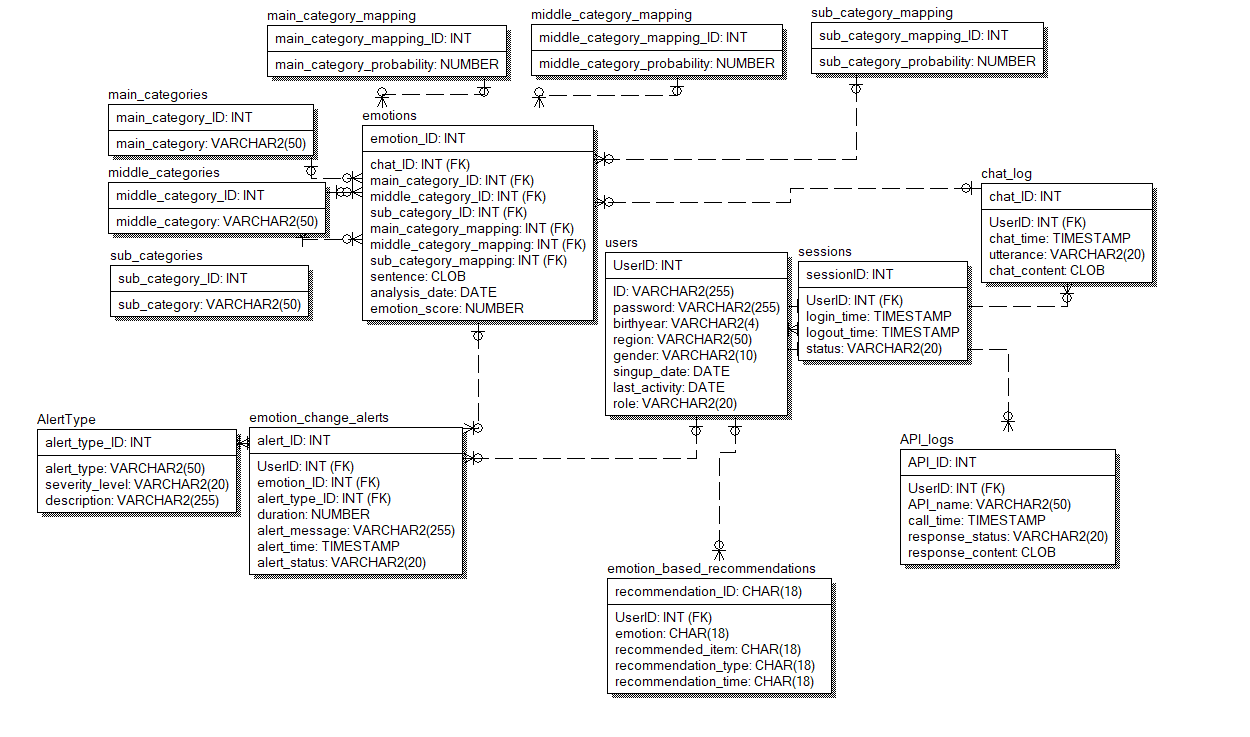 main_category_mapping
main_category_mapping_ID: INT
main_category_probability: NUMBER
middle_category_mapping
middle_category_mapping_ID: INT
middle_category_probability: NUMBER
sub_category_mapping
sub_category_mapping_ID: INT
sub_category_probability: NUMBER
main_categories
main_category_ID: INT
main_category: VARCHAR2(50)
middle_categories
middle_category_ID: INT
middle_category: VARCHAR2(50)
sub_categories
sub_category_ID: INT
sub_category: VARCHAR2(50)
emotions
emotion_ID: INT
chat_ID: INT (FK)
main_category_ID: INT (FK)
middle_category_ID: INT (FK)
sub_category_ID: INT (FK)
main_category_mapping: INT (FK)
middle_category_mapping: INT (FK)
sub_category_mapping: INT (FK)
sentence: CLOB
analysis_date: DATE
emotion_score: NUMBER
users
UserID: INT
ID: VARCHAR2(255)
password: VARCHAR2(255)
birthyear: VARCHAR2(4)
region: VARCHAR2(50)
gender: VARCHAR2(10)
singup_date: DATE
last_activity: DATE
role: VARCHAR2(20)
sessions
sessionID: INT
UserID: INT (FK)
login_time: TIMESTAMP
logout_time: TIMESTAMP
status: VARCHAR2(20)
chat_log
chat_ID: INT
UserID: INT (FK)
chat_time: TIMESTAMP
utterance: VARCHAR2(20)
chat_content: CLOB
AlertType
alert_type_ID: INT
alert_type: VARCHAR2(50)
severity_level: VARCHAR2(20)
description: VARCHAR2(255)
emotion_change_alerts
alert_ID: INT
UserID: INT (FK)
emotion_ID: INT (FK)
alert_type_ID: INT (FK)
duration: NUMBER
alert_message: VARCHAR2(255)
alert_time: TIMESTAMP
alert_status: VARCHAR2(20)
API_logs
API_ID: INT
UserID: INT (FK)
API_name: VARCHAR2(50)
call_time: TIMESTAMP
response_status: VARCHAR2(20)
response_content: CLOB
emotion_based_recommendations
recommendation_ID: CHAR(18)
UserID: INT (FK)
emotion: CHAR(18)
recommended_item: CHAR(18)
recommendation_type: CHAR(18)
recommendation_time: CHAR(18)